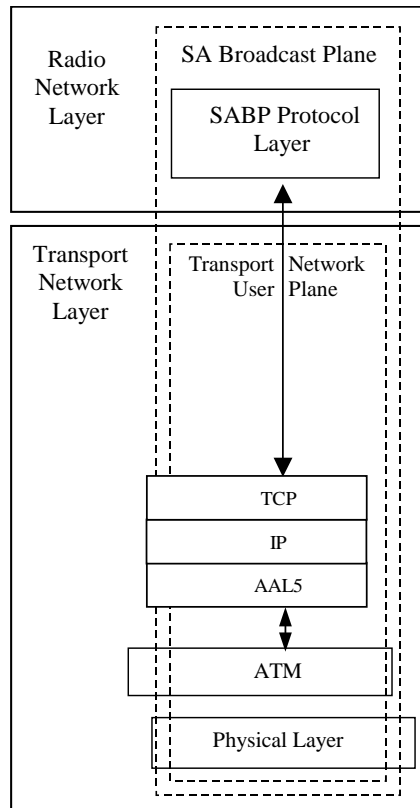 Radio
Network
Layer
SA Broadcast Plane
SABP Protocol
Layer
Transport
Network
Layer
Transport Network
User Plane
TCP
IP
AAL5
ATM
Physical Layer